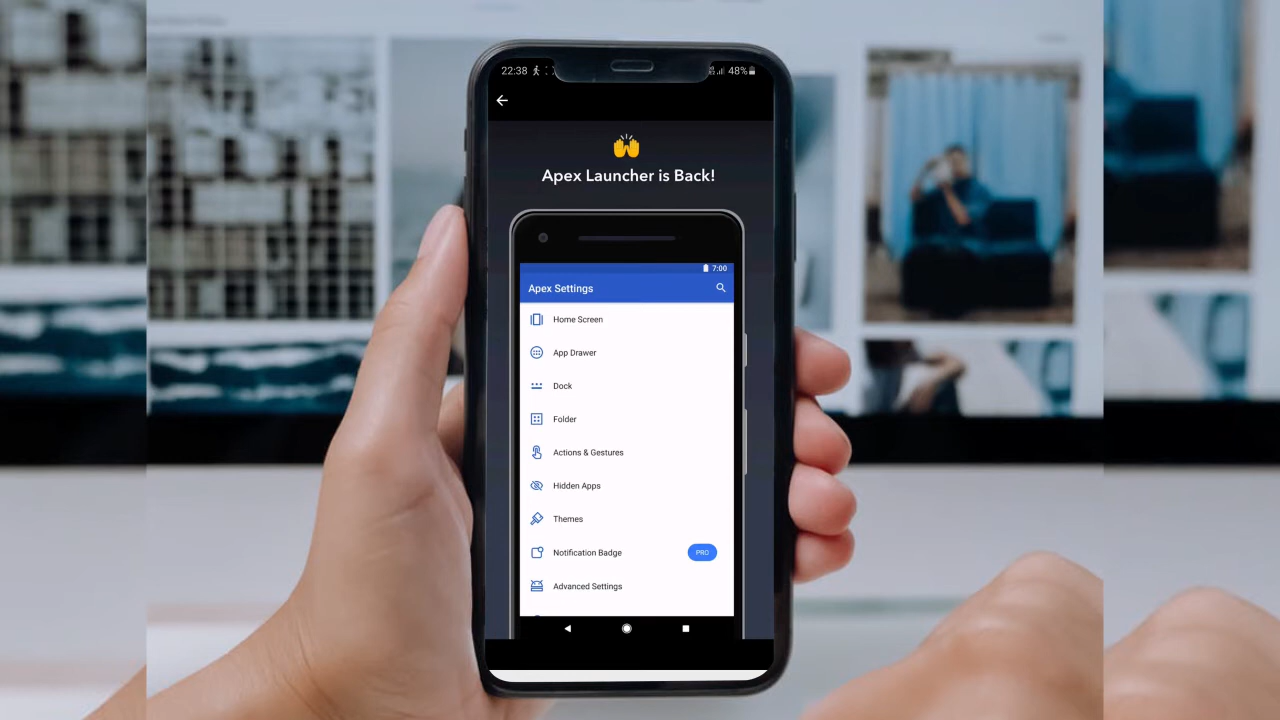 22:38
48%
Apex Launcher is Back!
7:00
Apex Settings
Home Screen
App Drawer
Dock
Folder
Actions & Gestures
Hidden Apps
Themes
Notification Badge PRO
Advanced Settings